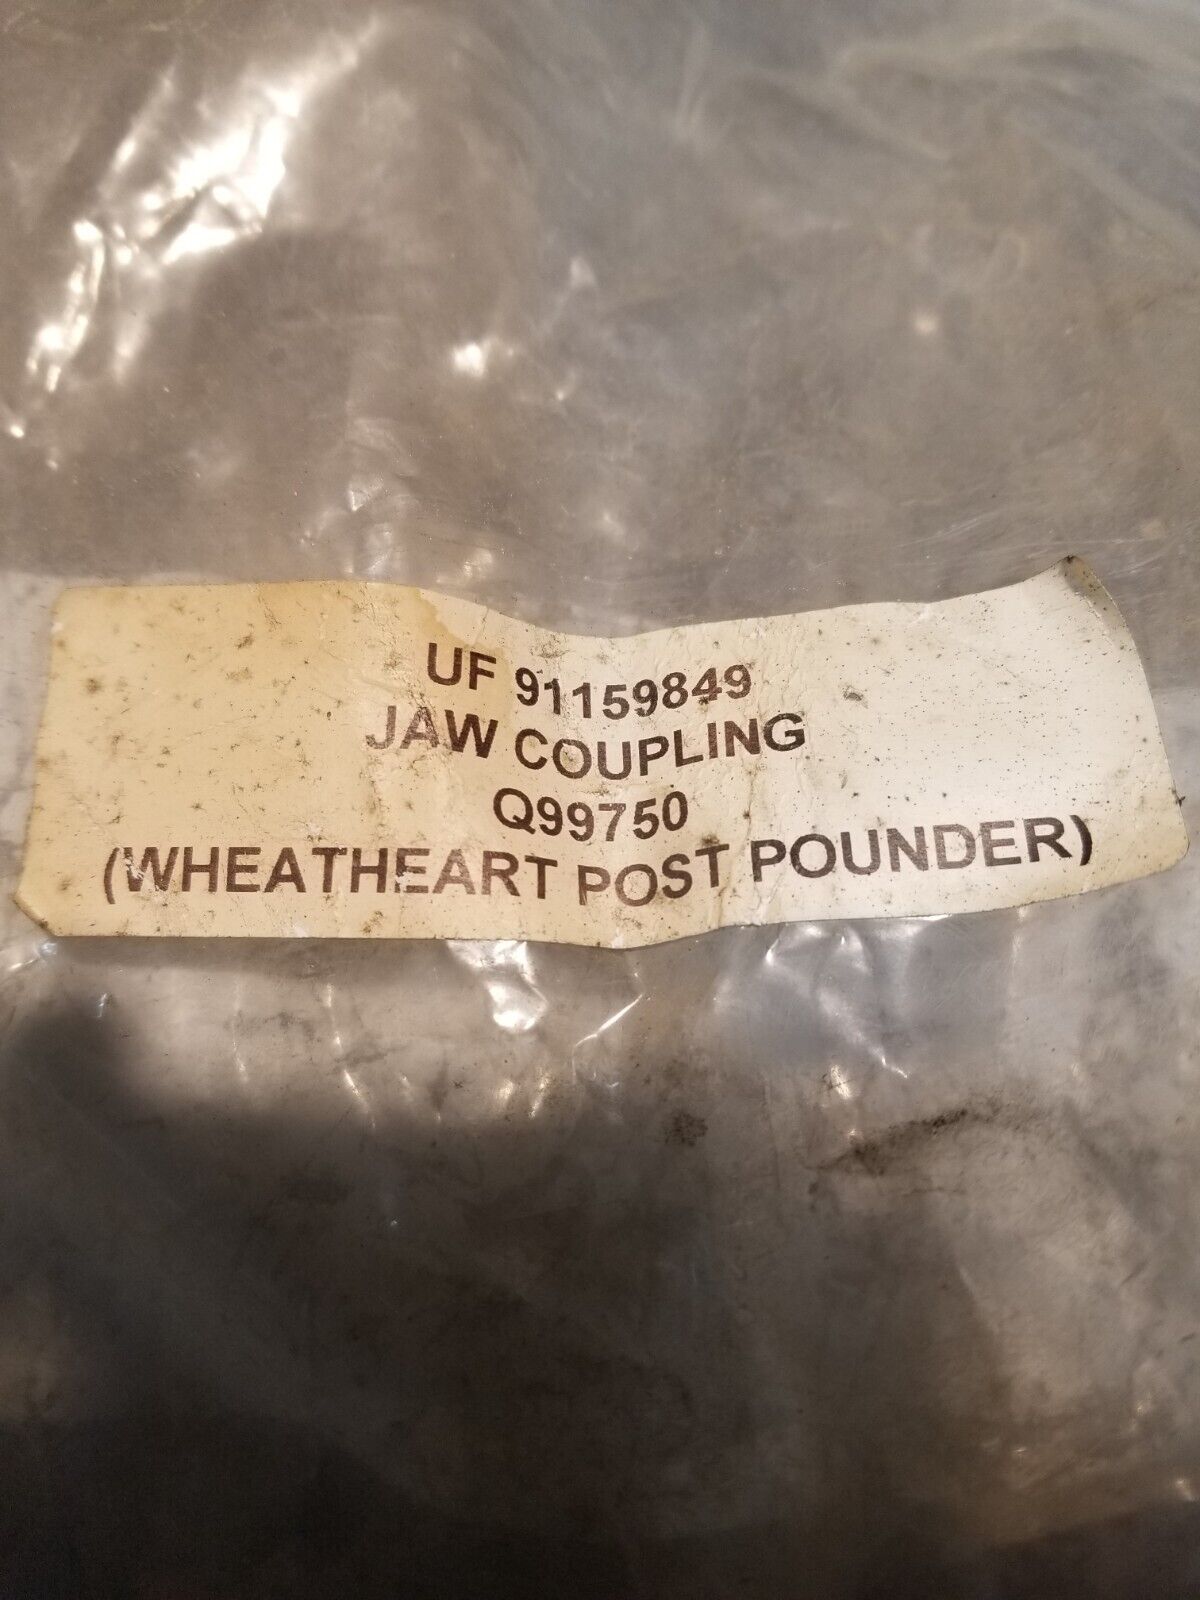 UF 91159849
JAW COUPLING
Q99750
(WHEATHEART POST POUNDER)